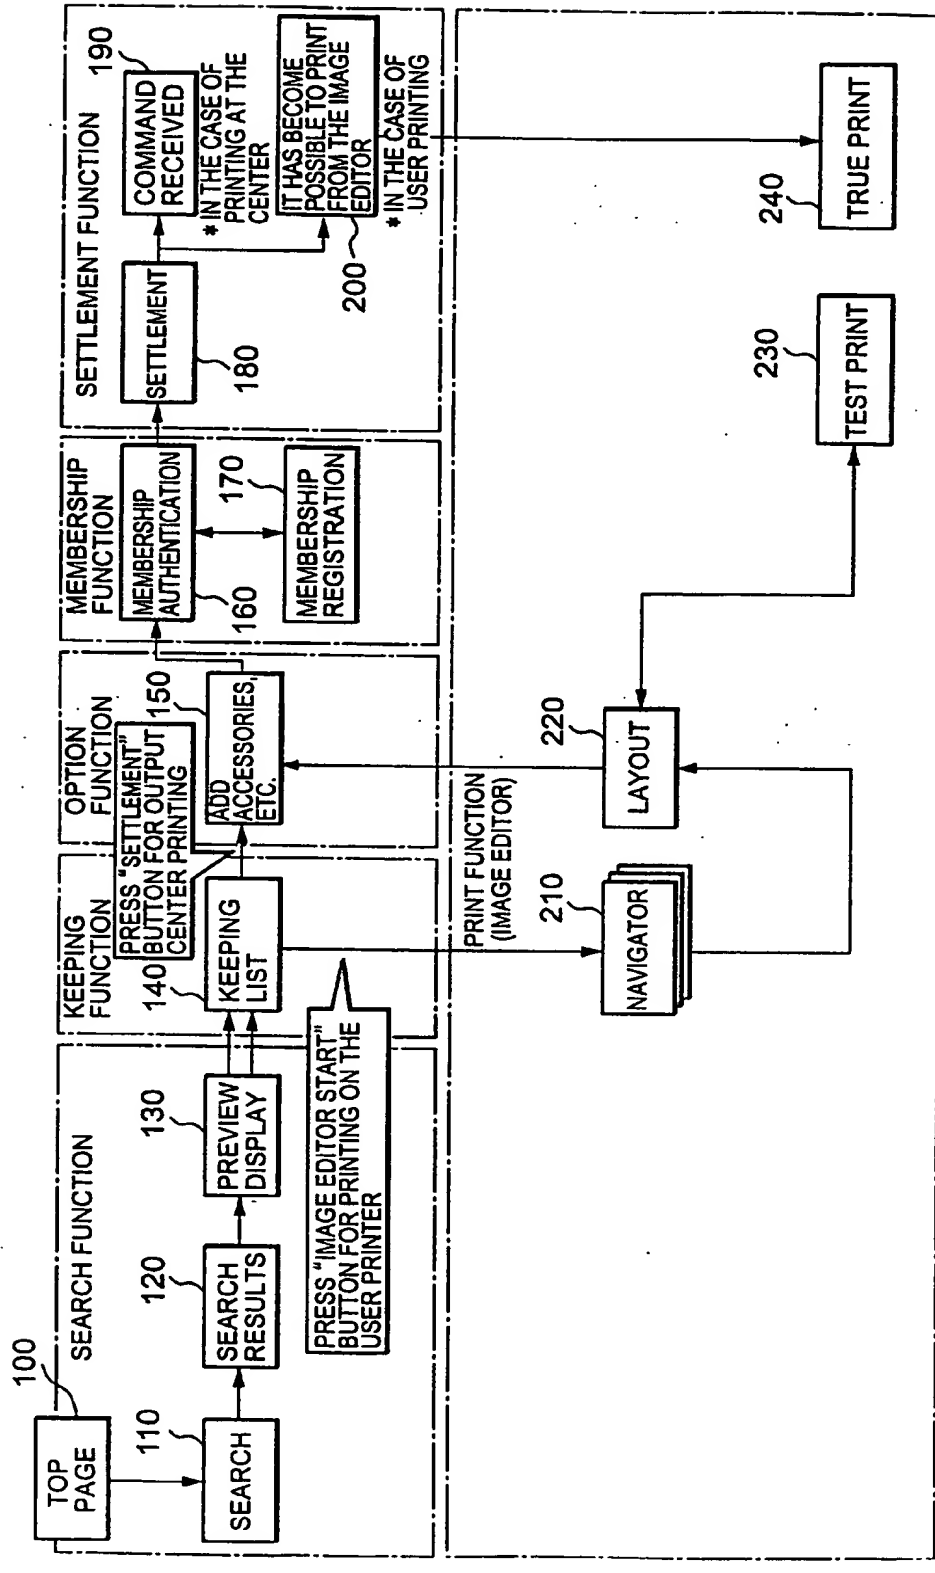 SEARCH FUNCTION
100
TOP
PAGE
110
SEARCH
120
SEARCH
RESULTS
130
PREVIEW
DISPLAY
KEEPING
FUNCTION
140
KEEPING
LIST
PRESS "SETTLEMENT"
BUTTON FOR OUTPUT
CENTER PRINTING
PRESS "IMAGE EDITOR START"
BUTTON FOR PRINTING ON THE
USER PRINTER
OPTION
FUNCTION
150
ADD
ACCESSORIES,
ETC.
MEMBERSHIP
FUNCTION
MEMBERSHIP
AUTHENTICATION
160
170
MEMBERSHIP
REGISTRATION
SETTLEMENT FUNCTION
SETTLEMENT
180
190
COMMAND
RECEIVED
* IN THE CASE OF
PRINTING AT THE
CENTER
IT HAS BECOME
POSSIBLE TO PRINT
FROM THE IMAGE
EDITOR
200
* IN THE CASE OF
USER PRINTING
PRINT FUNCTION
(IMAGE EDITOR)
210
NAVIGATOR
220
LAYOUT
230
TEST PRINT
240
TRUE PRINT